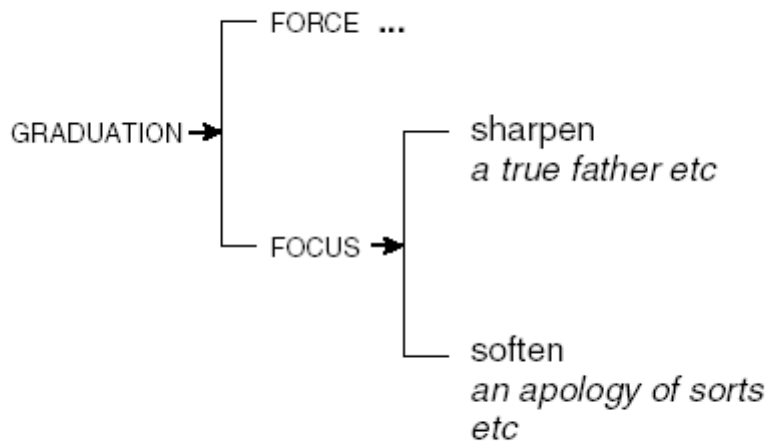 FORCE ...
GRADUATION
sharpen
a true father etc
FOCUS
soften
an apology of sorts
etc